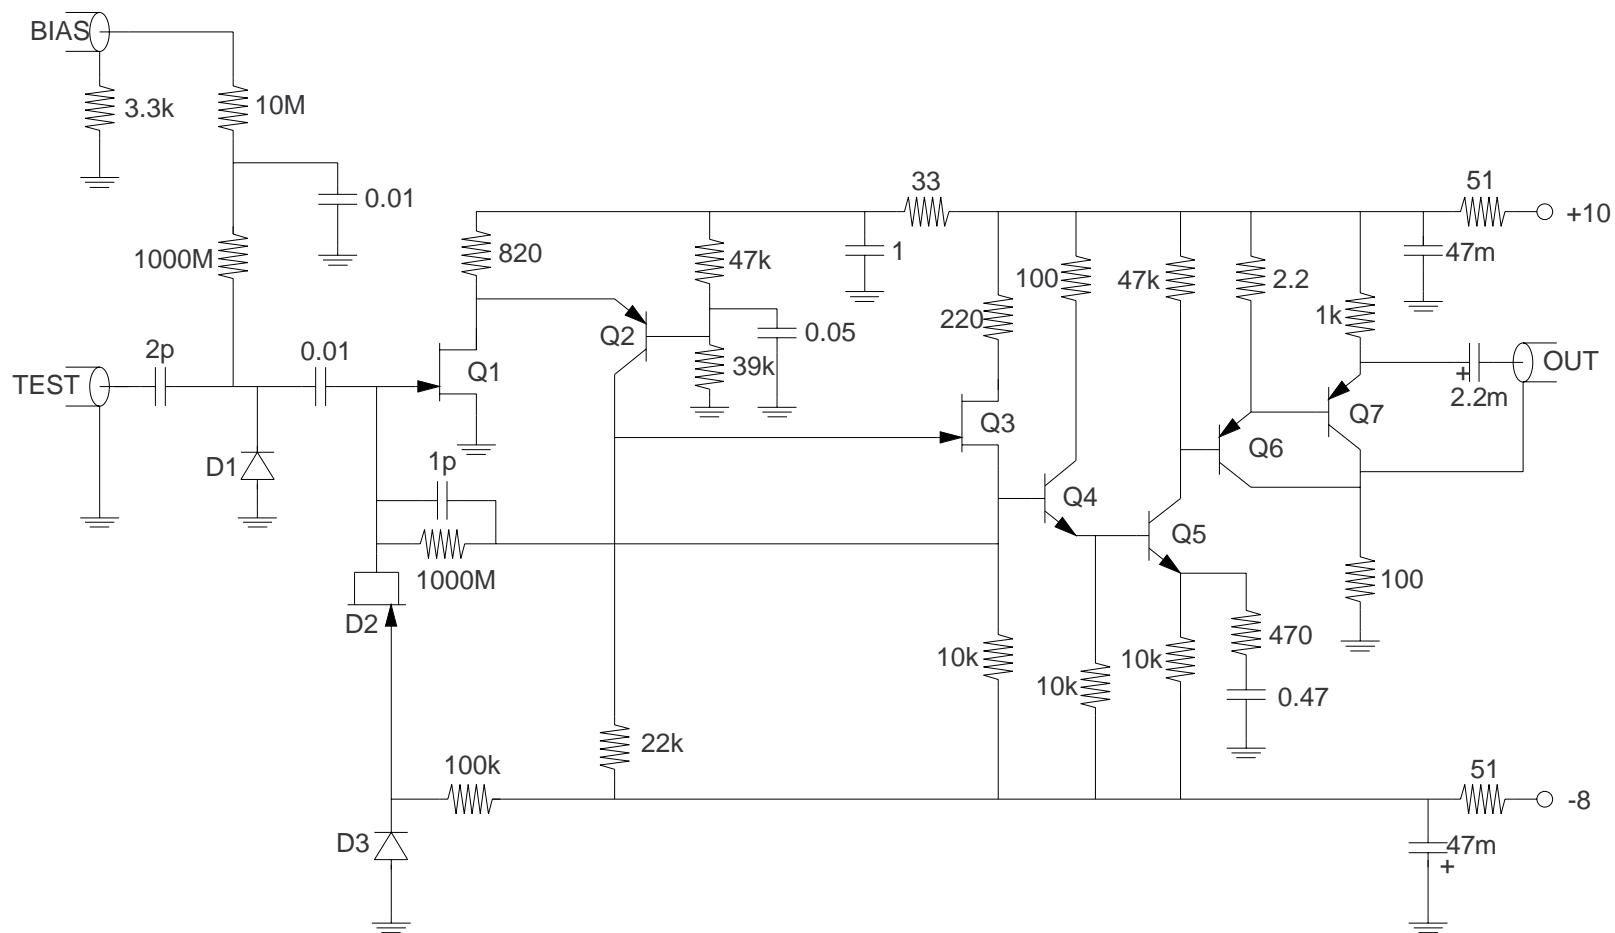 BIAS
3.3k
10M
0.01
1000M
820
47k
1
33
51
+10
47m
100
47k
2.2
220
1k
Q2
0.05
39k
2p
0.01
TEST
Q1
OUT
+
2.2m
Q3
Q7
Q6
D1
1p
Q4
Q5
1000M
100
D2
10k
10k
10k
470
0.47
22k
100k
51
-8
D3
47m
+